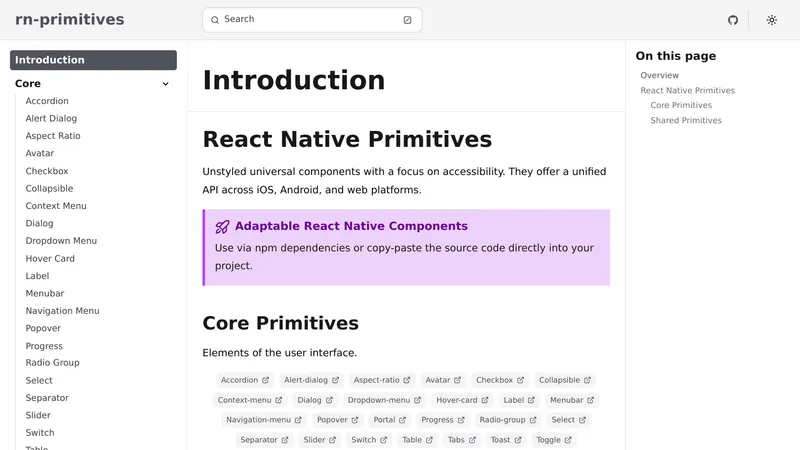 rn-primitives
Search
Introduction
Core
Accordion
Alert Dialog
Aspect Ratio
Avatar
Checkbox
Collapsible
Context Menu
Dialog
Dropdown Menu
Hover Card
Label
Menubar
Navigation Menu
Popover
Progress
Radio Group
Select
Separator
Slider
Switch
Table
Introduction
React Native Primitives
Unstyled universal components with a focus on accessibility. They offer a unified
API across iOS, Android, and web platforms.
Adaptable React Native Components
Use via npm dependencies or copy-paste the source code directly into your
project.
Core Primitives
Elements of the user interface.
Accordion Alert-dialog Aspect-ratio Avatar Checkbox Collapsible
Context-menu Dialog Dropdown-menu Hover-card Label Menubar
Navigation-menu Popover Portal Progress Radio-group Select
Separator Slider Switch Table Tabs Toast Toggle
On this page
Overview
React Native Primitives
Core Primitives
Shared Primitives